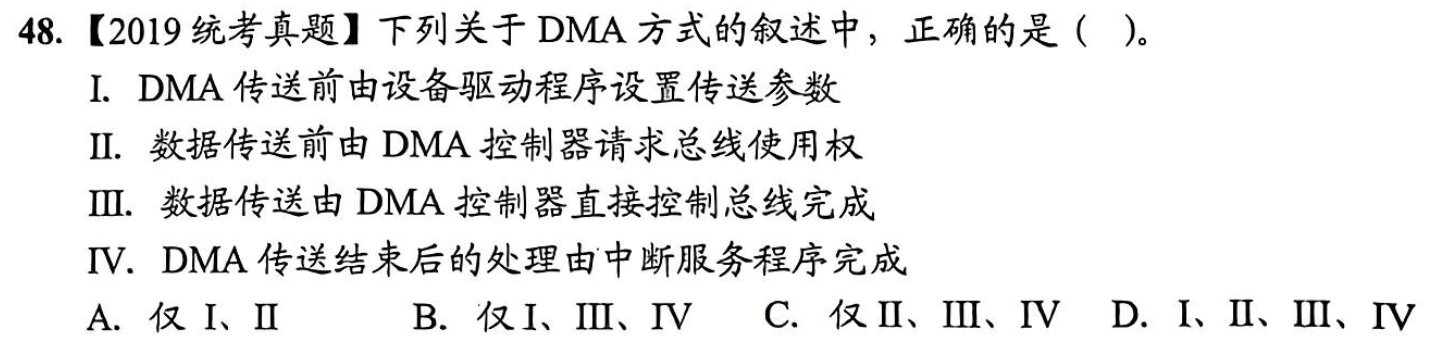 48.【2019 统考真题】下列关于 DMA 方式的叙述中，正确的是（ ）。
I. DMA 传送前由设备驱动程序设置传送参数
II. 数据传送前由 DMA 控制器请求总线使用权
III. 数据传送由 DMA 控制器直接控制总线完成
IV. DMA 传送结束后的处理由中断服务程序完成
A. 仅 I、II B. 仅 I、III、IV C. 仅 II、III、IV D. I、II、III、IV